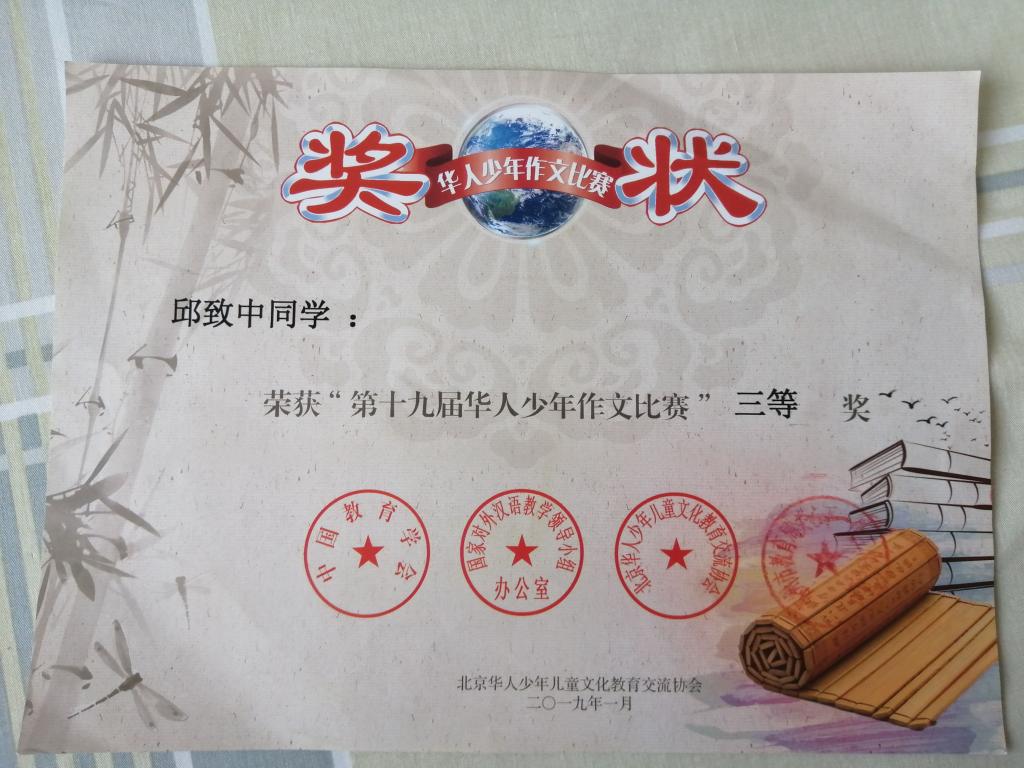 奖状
华人少年作文比赛
邱致中同学：
荣获“第十九届华人少年作文比赛”三等 奖
中国教育学会
国家对外汉语教学领导小组
办公室
北京华人少年儿童文化教育交流协会
北京华人少年儿童文化教育交流协会
二〇一九年一月